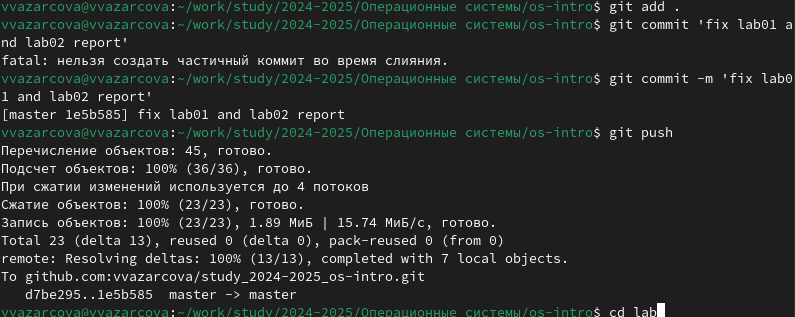 vvazarcova@vvazarcova:~/work/study/2024-2025/Операционные системы/os-intro$ git add .
vvazarcova@vvazarcova:~/work/study/2024-2025/Операционные системы/os-intro$ git commit 'fix lab01 a
nd lab02 report'
fatal: нельзя создать частичный коммит во время слияния.
vvazarcova@vvazarcova:~/work/study/2024-2025/Операционные системы/os-intro$ git commit -m 'fix lab0
1 and lab02 report'
[master 1e5b585] fix lab01 and lab02 report
vvazarcova@vvazarcova:~/work/study/2024-2025/Операционные системы/os-intro$ git push
Перечисление объектов: 45, готово.
Подсчет объектов: 100% (36/36), готово.
При сжатии изменений используется до 4 потоков
Сжатие объектов: 100% (23/23), готово.
Запись объектов: 100% (23/23), 1.89 МиБ | 15.74 МиБ/с, готово.
Total 23 (delta 13), reused 0 (delta 0), pack-reused 0 (from 0)
remote: Resolving deltas: 100% (13/13), completed with 7 local objects.
To github.com:vvazarcova/study_2024-2025_os-intro.git
   d7be295..1e5b585  master -> master
vvazarcova@vvazarcova:~/work/study/2024-2025/Операционные системы/os-intro$ cd lab